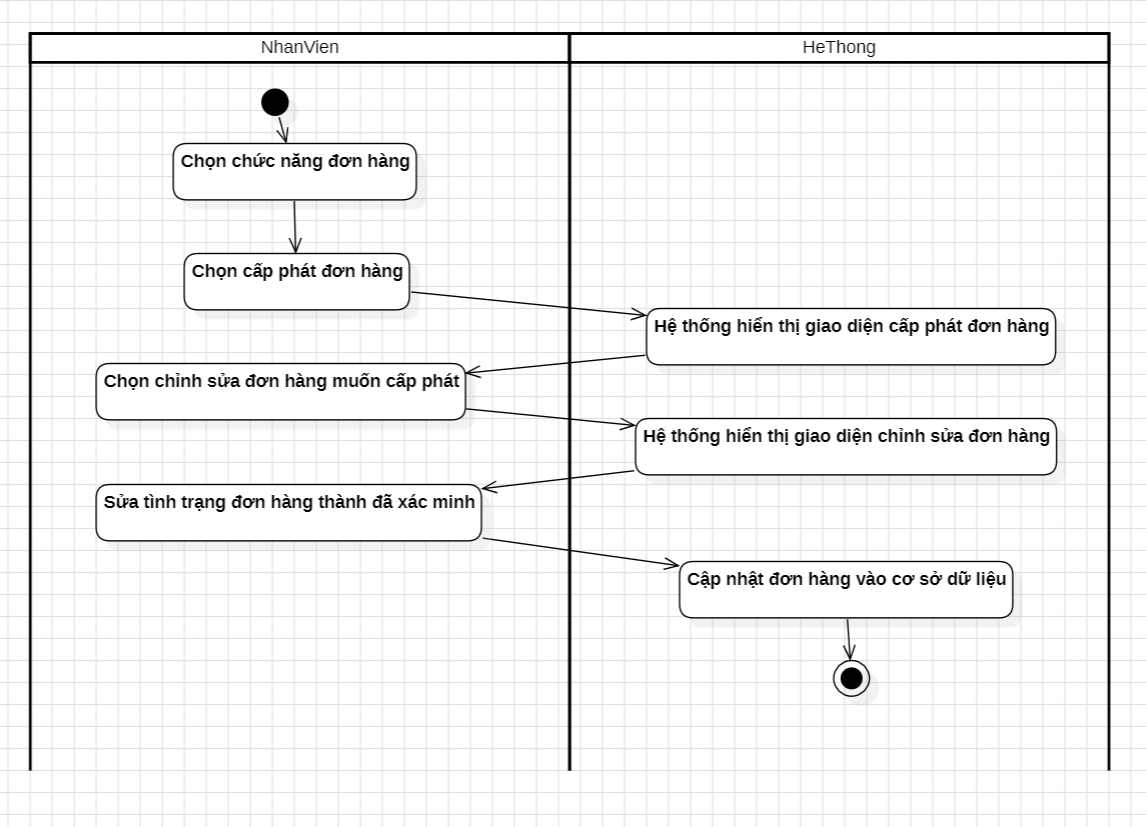 NhanVien
HeThong
Chọn chức năng đơn hàng
Chọn cấp phát đơn hàng
Hệ thống hiển thị giao diện cấp phát đơn hàng
Chọn chỉnh sửa đơn hàng muốn cấp phát
Hệ thống hiển thị giao diện chỉnh sửa đơn hàng
Sửa tình trạng đơn hàng thành đã xác minh
Cập nhật đơn hàng vào cơ sở dữ liệu